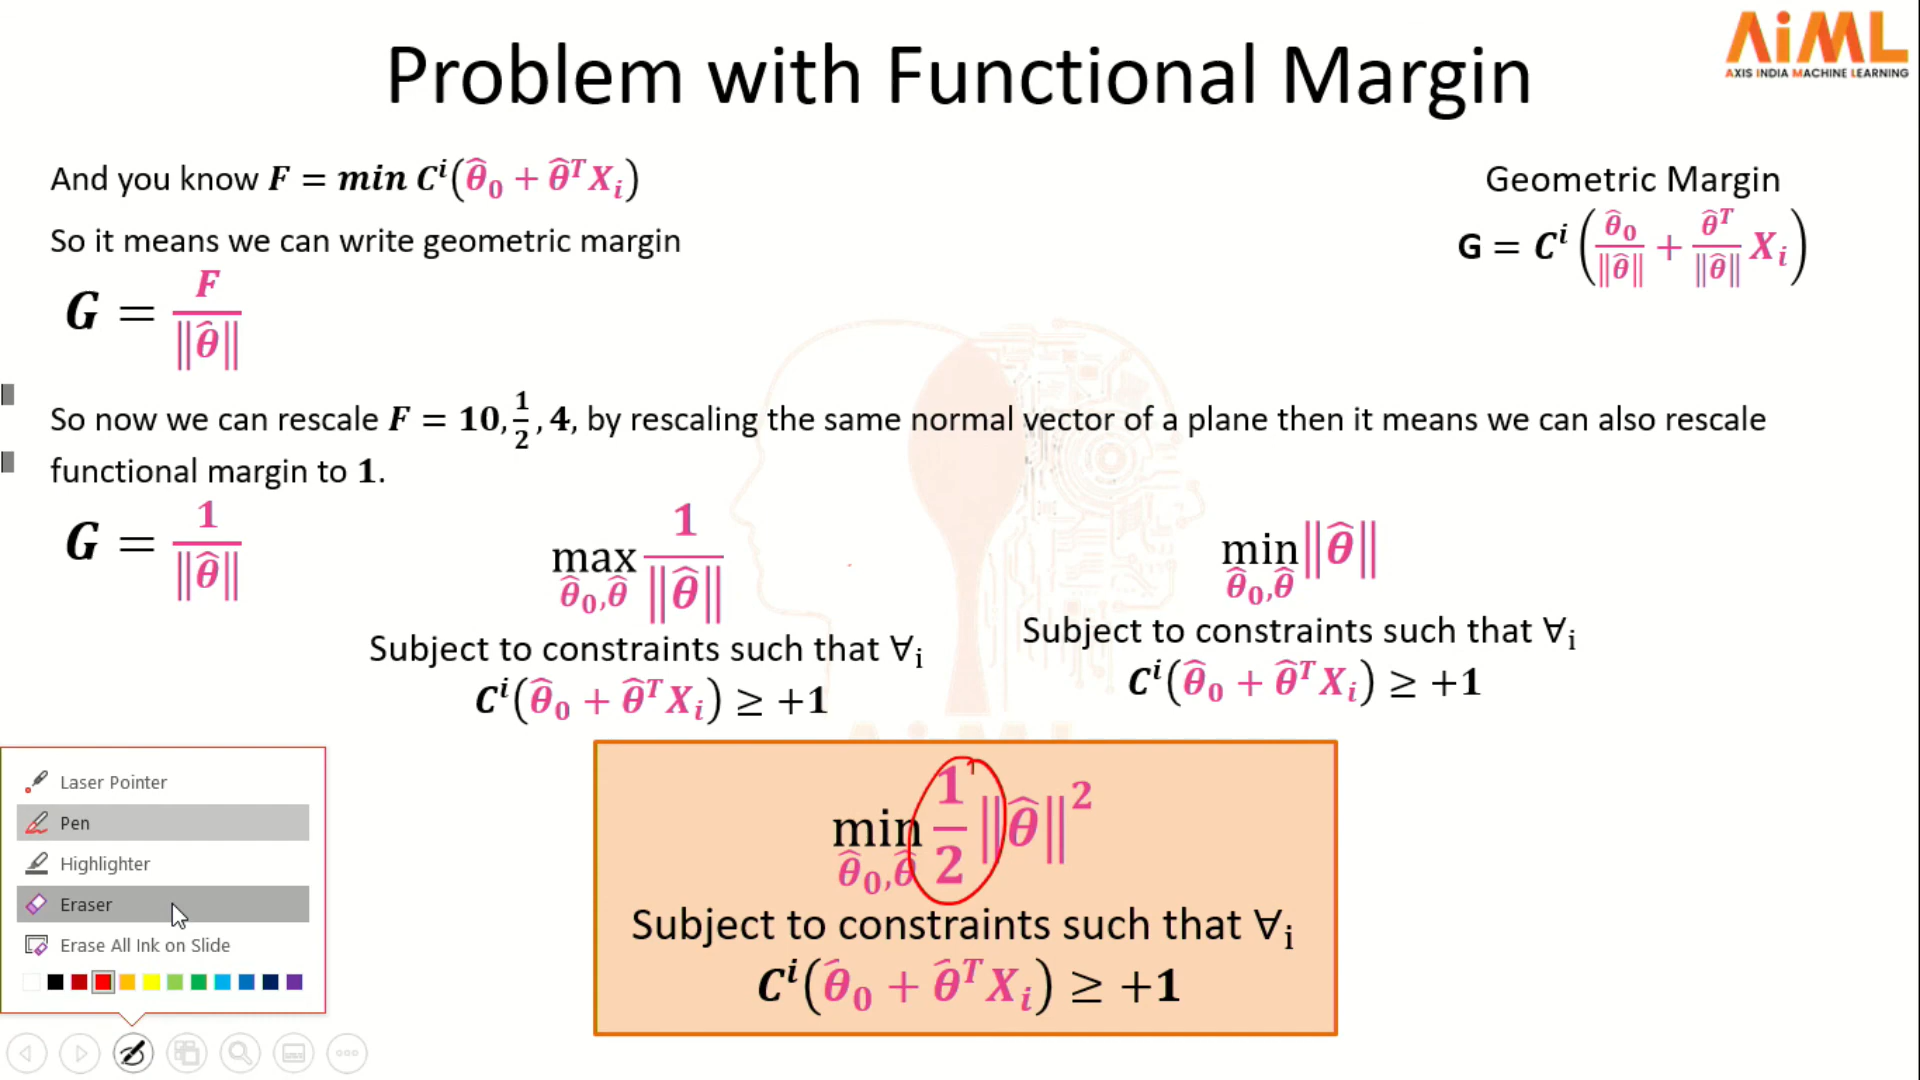 AiML
AXIS INDIA MACHINE LEARNING
Problem with Functional Margin
And you know F = min Cⁱ(θ̂₀ + θ̂ᵀXᵢ)
So it means we can write geometric margin
G = F / ‖θ̂‖
Geometric Margin
G = Cⁱ(θ̂₀/‖θ̂‖ + θ̂ᵀ/‖θ̂‖ Xᵢ)
So now we can rescale F = 10, 1/2, 4, by rescaling the same normal vector of a plane then it means we can also rescale
functional margin to 1.
G = 1 / ‖θ̂‖
max θ̂₀,θ̂ 1 / ‖θ̂‖
Subject to constraints such that ∀ᵢ
Cⁱ(θ̂₀ + θ̂ᵀXᵢ) ≥ +1
min θ̂₀,θ̂ ‖θ̂‖
Subject to constraints such that ∀ᵢ
Cⁱ(θ̂₀ + θ̂ᵀXᵢ) ≥ +1
min θ̂₀,θ̂ 1/2 ‖θ̂‖²
Subject to constraints such that ∀ᵢ
Cⁱ(θ̂₀ + θ̂ᵀXᵢ) ≥ +1
Laser Pointer
Pen
Highlighter
Eraser
Erase All Ink on Slide